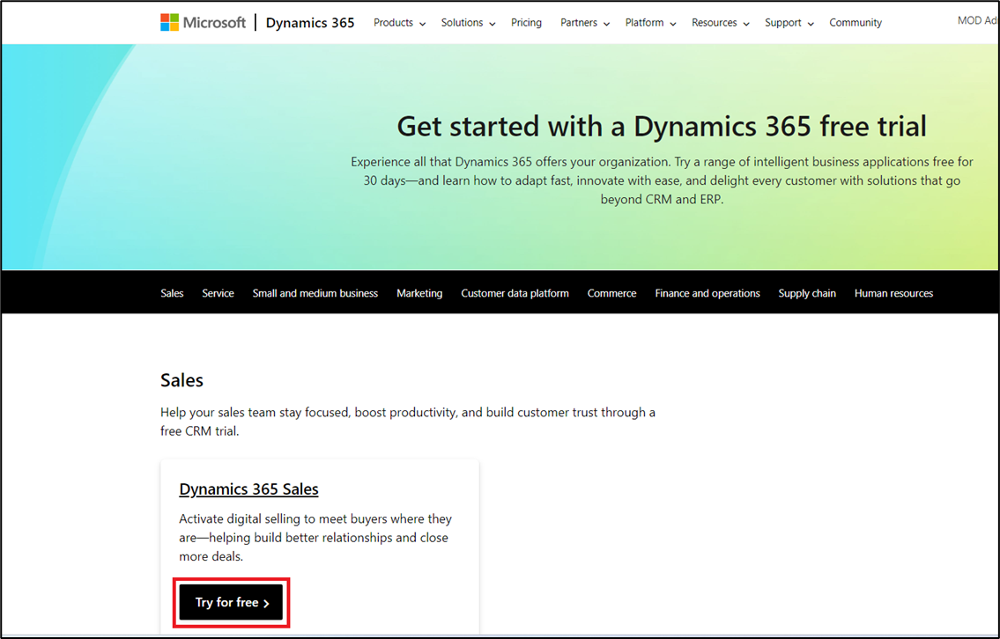 Microsoft | Dynamics 365 Products Solutions Pricing Partners Platform Resources Support Community MOD Ad
Get started with a Dynamics 365 free trial
Experience all that Dynamics 365 offers your organization. Try a range of intelligent business applications free for
30 days—and learn how to adapt fast, innovate with ease, and delight every customer with solutions that go
beyond CRM and ERP.
Sales Service Small and medium business Marketing Customer data platform Commerce Finance and operations Supply chain Human resources
Sales
Help your sales team stay focused, boost productivity, and build customer trust through a
free CRM trial.
Dynamics 365 Sales
Activate digital selling to meet buyers where they
are—helping build better relationships and close
more deals.
Try for free